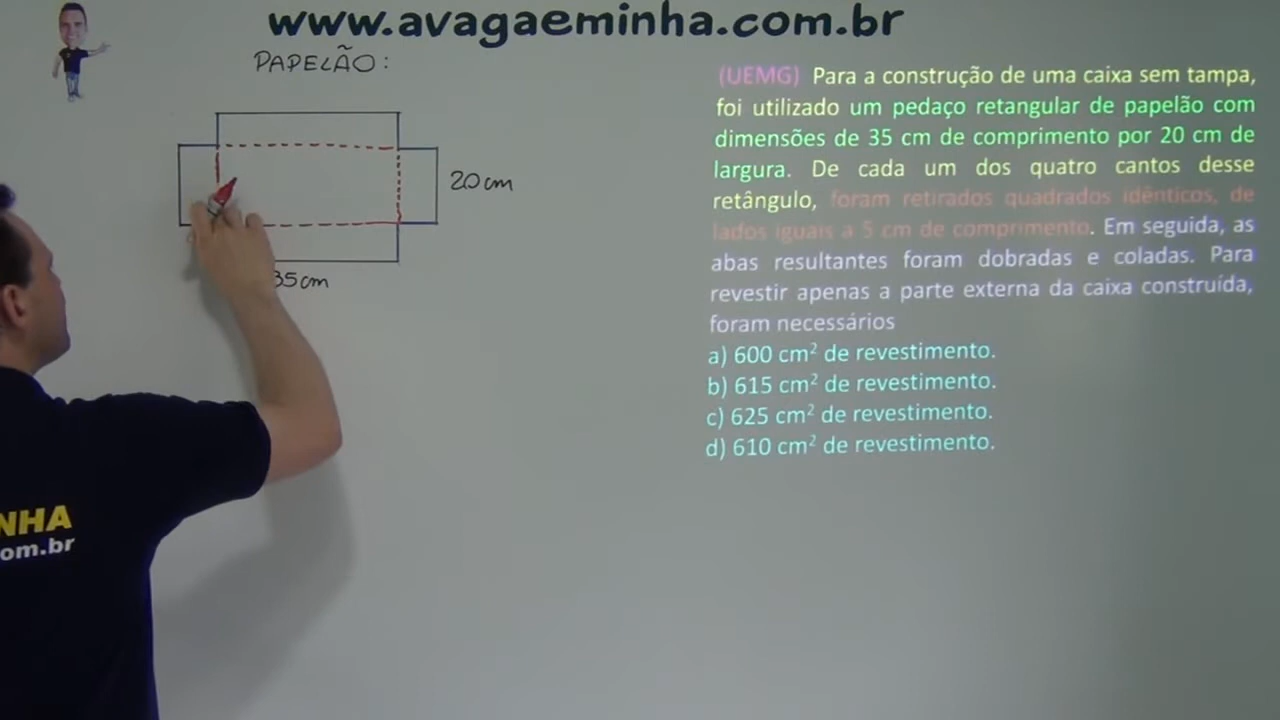 www.avagaeminha.com.br
PAPELÃO:
20cm
35cm
(UEMG) Para a construção de uma caixa sem tampa,
foi utilizado um pedaço retangular de papelão com
dimensões de 35 cm de comprimento por 20 cm de
largura. De cada um dos quatro cantos desse
retângulo, foram retirados quadrados idênticos, de
lados iguais a 5 cm de comprimento. Em seguida, as
abas resultantes foram dobradas e coladas. Para
revestir apenas a parte externa da caixa construída,
foram necessários
a) 600 cm² de revestimento.
b) 615 cm² de revestimento.
c) 625 cm² de revestimento.
d) 610 cm² de revestimento.
NHA
om.br